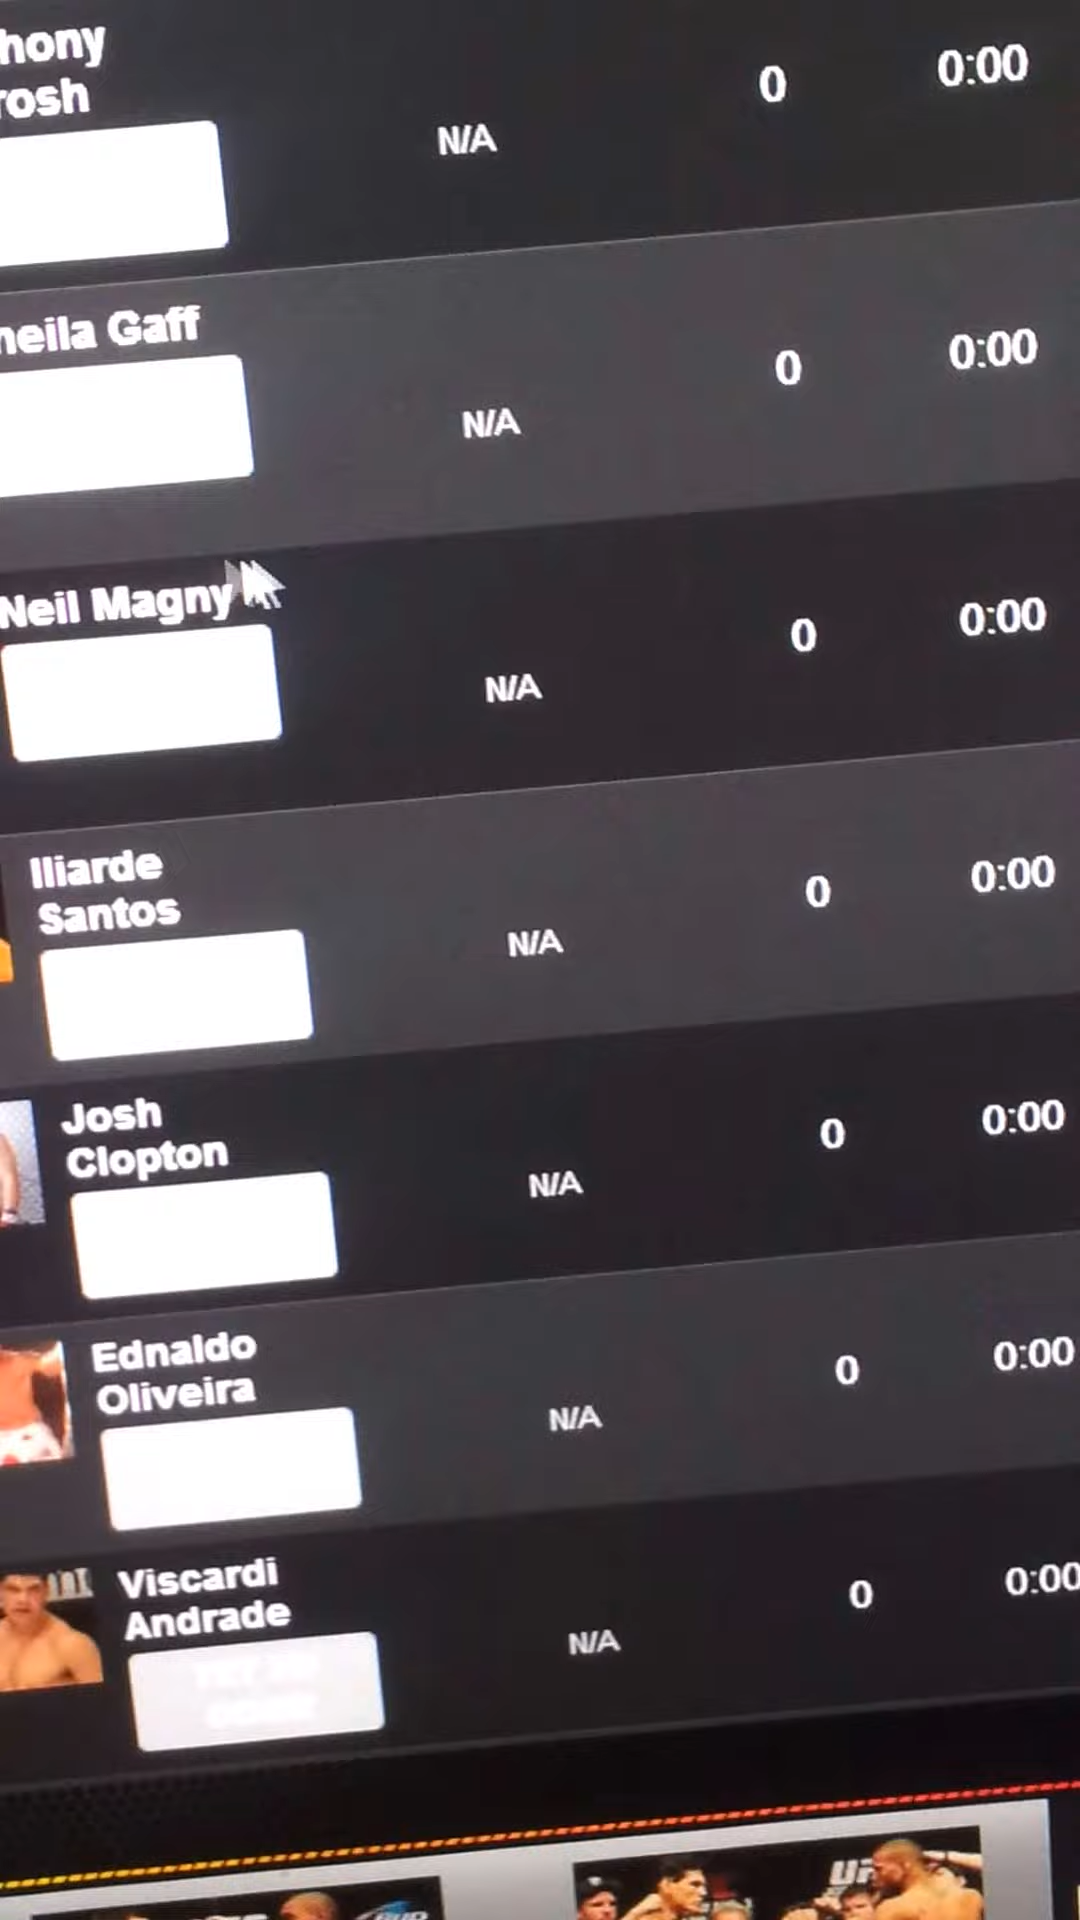 hony
rosh
N/A
0
0:00
heila Gaff
N/A
0
0:00
Neil Magny
N/A
0
0:00
Iliarde
Santos
N/A
0
0:00
Josh
Clopton
N/A
0
0:00
Ednaldo
Oliveira
N/A
0
0:00
Viscardi
Andrade
N/A
0
0:00